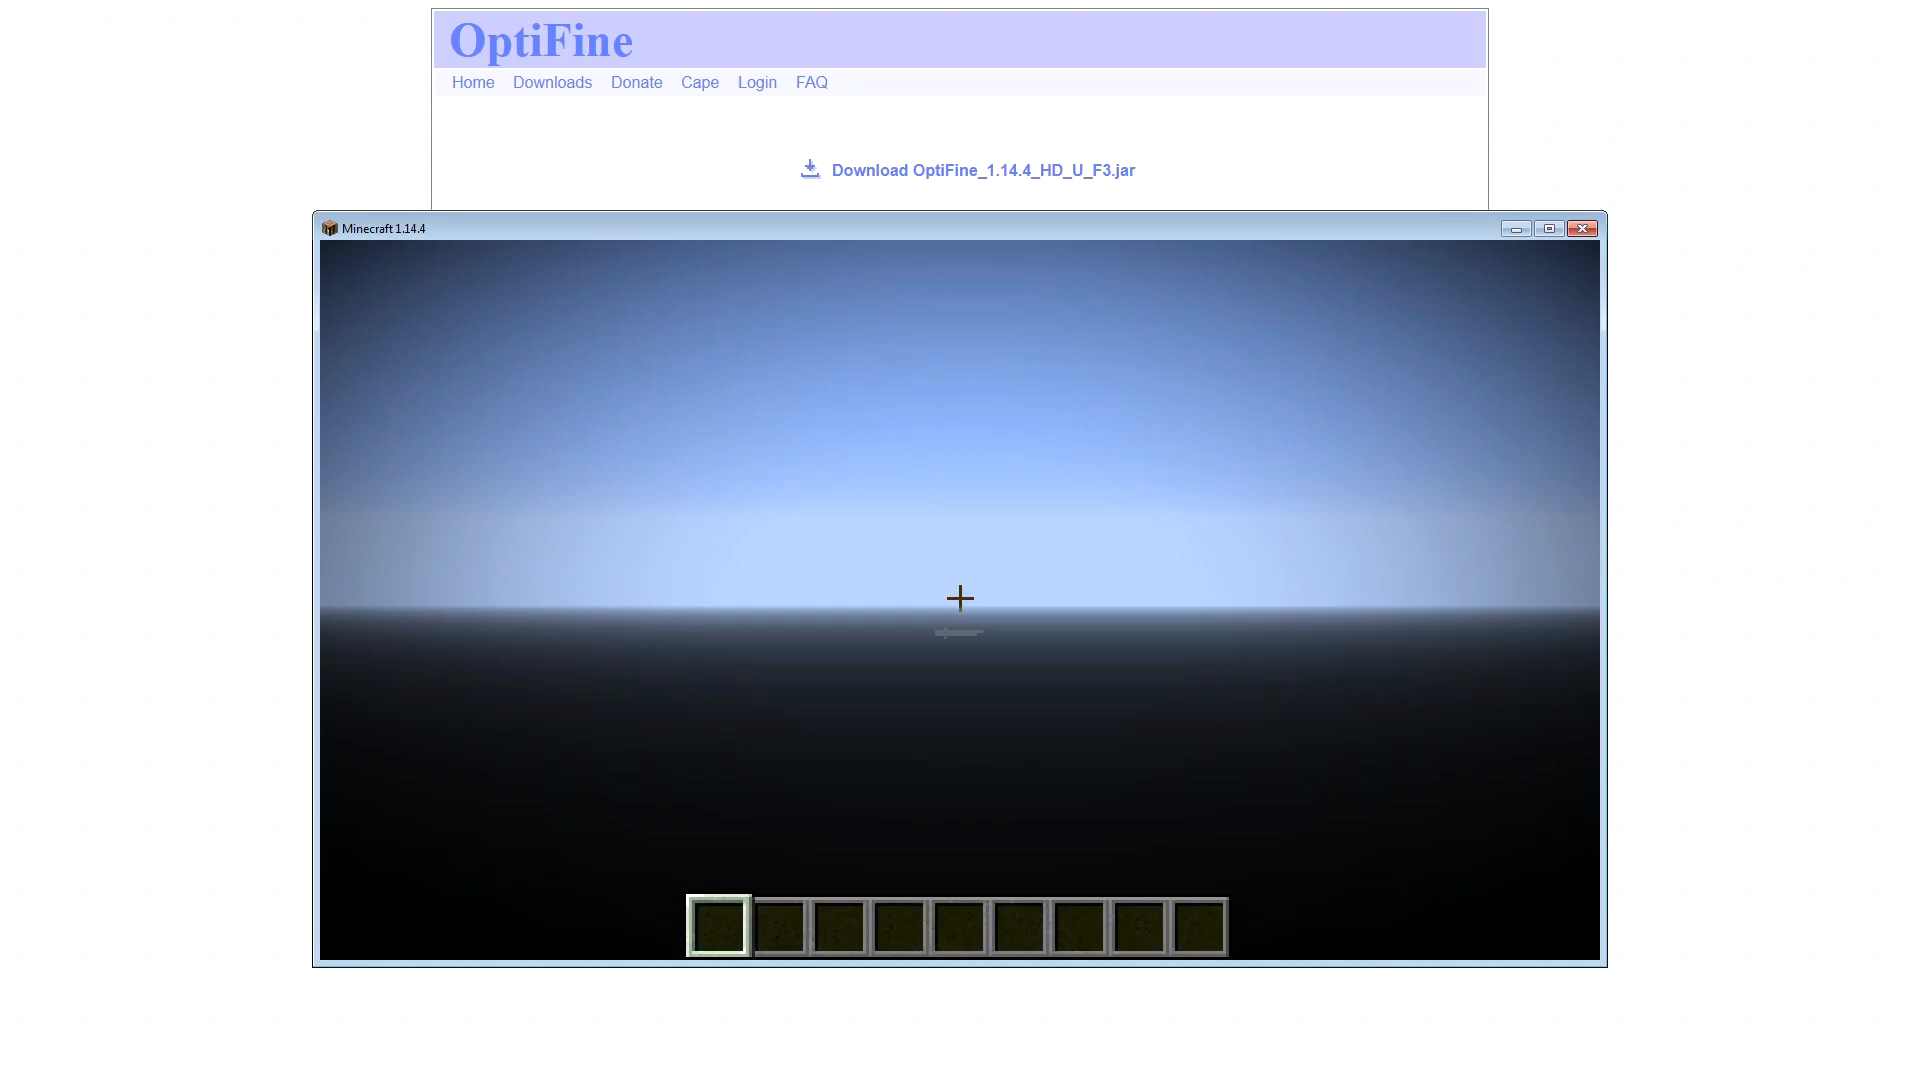 OptiFine
Home Downloads Donate Cape Login FAQ
Download OptiFine_1.14.4_HD_U_F3.jar
Minecraft 1.14.4